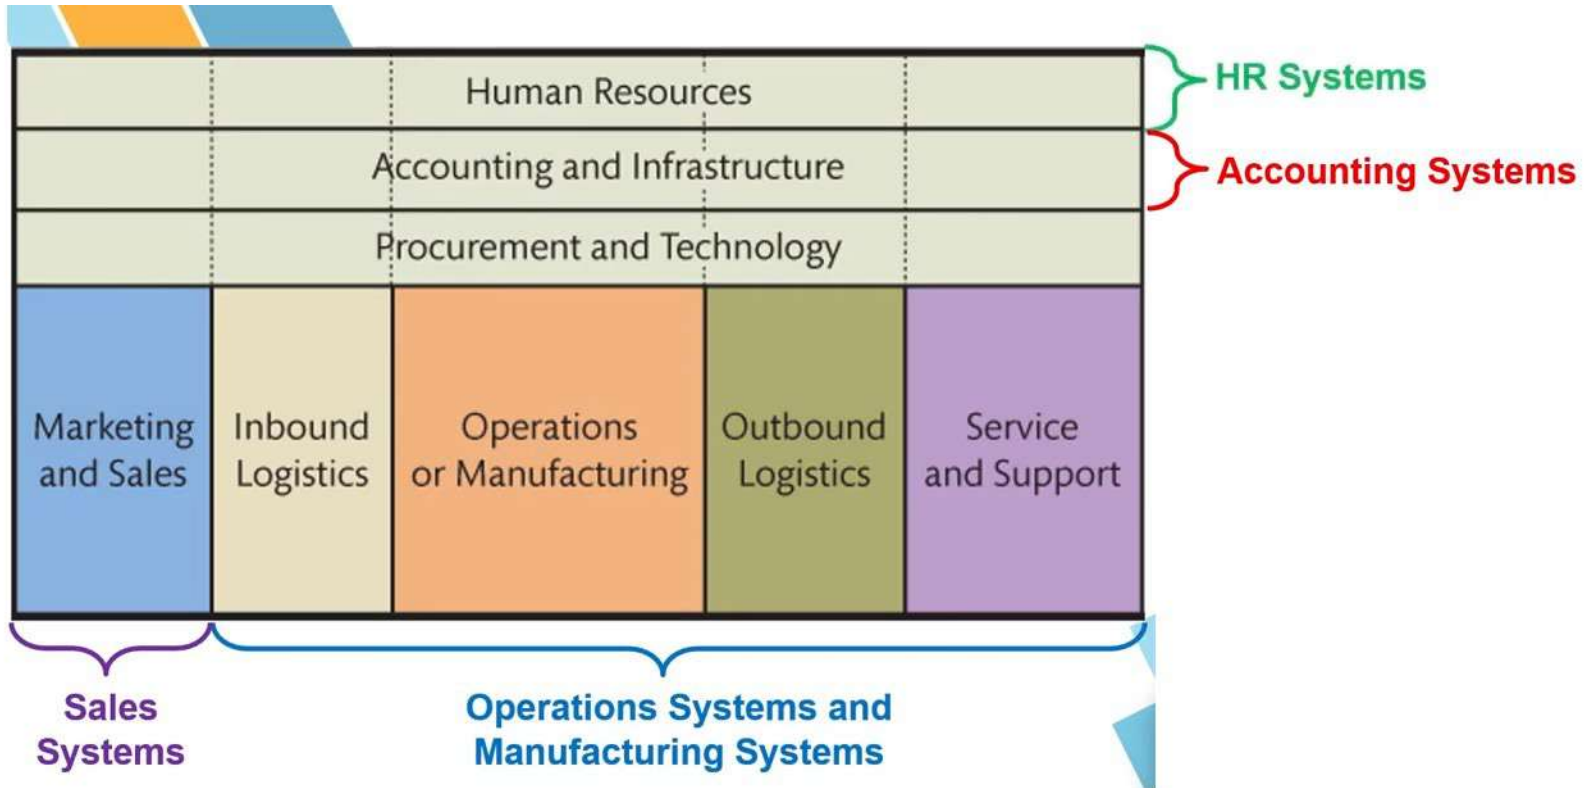 Human Resources
HR Systems
Accounting and Infrastructure
Accounting Systems
Procurement and Technology
Marketing
and Sales
Inbound
Logistics
Operations
or Manufacturing
Outbound
Logistics
Service
and Support
Sales
Systems
Operations Systems and
Manufacturing Systems